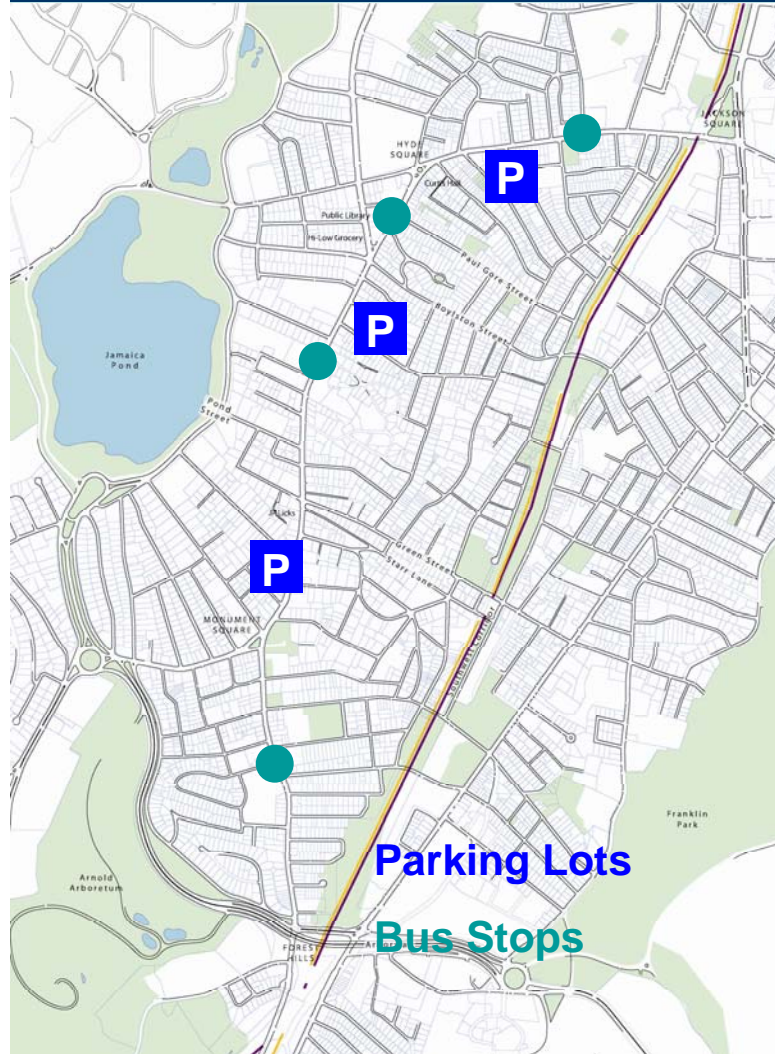 JACKSON
SQUARE
HYDE
SQUARE
P
Curtis Hall
Public Library
Hi-Low Grocery
Paul Gore Street
Boylston Street
P
Jamaica
Pond
Pond
Street
JP Licks
Green Street
Starr Lane
P
MONUMENT
SQUARE
Southwest Corridor
Franklin
Park
Parking Lots
Arnold
Arboretum
Bus Stops
FOREST
HILLS